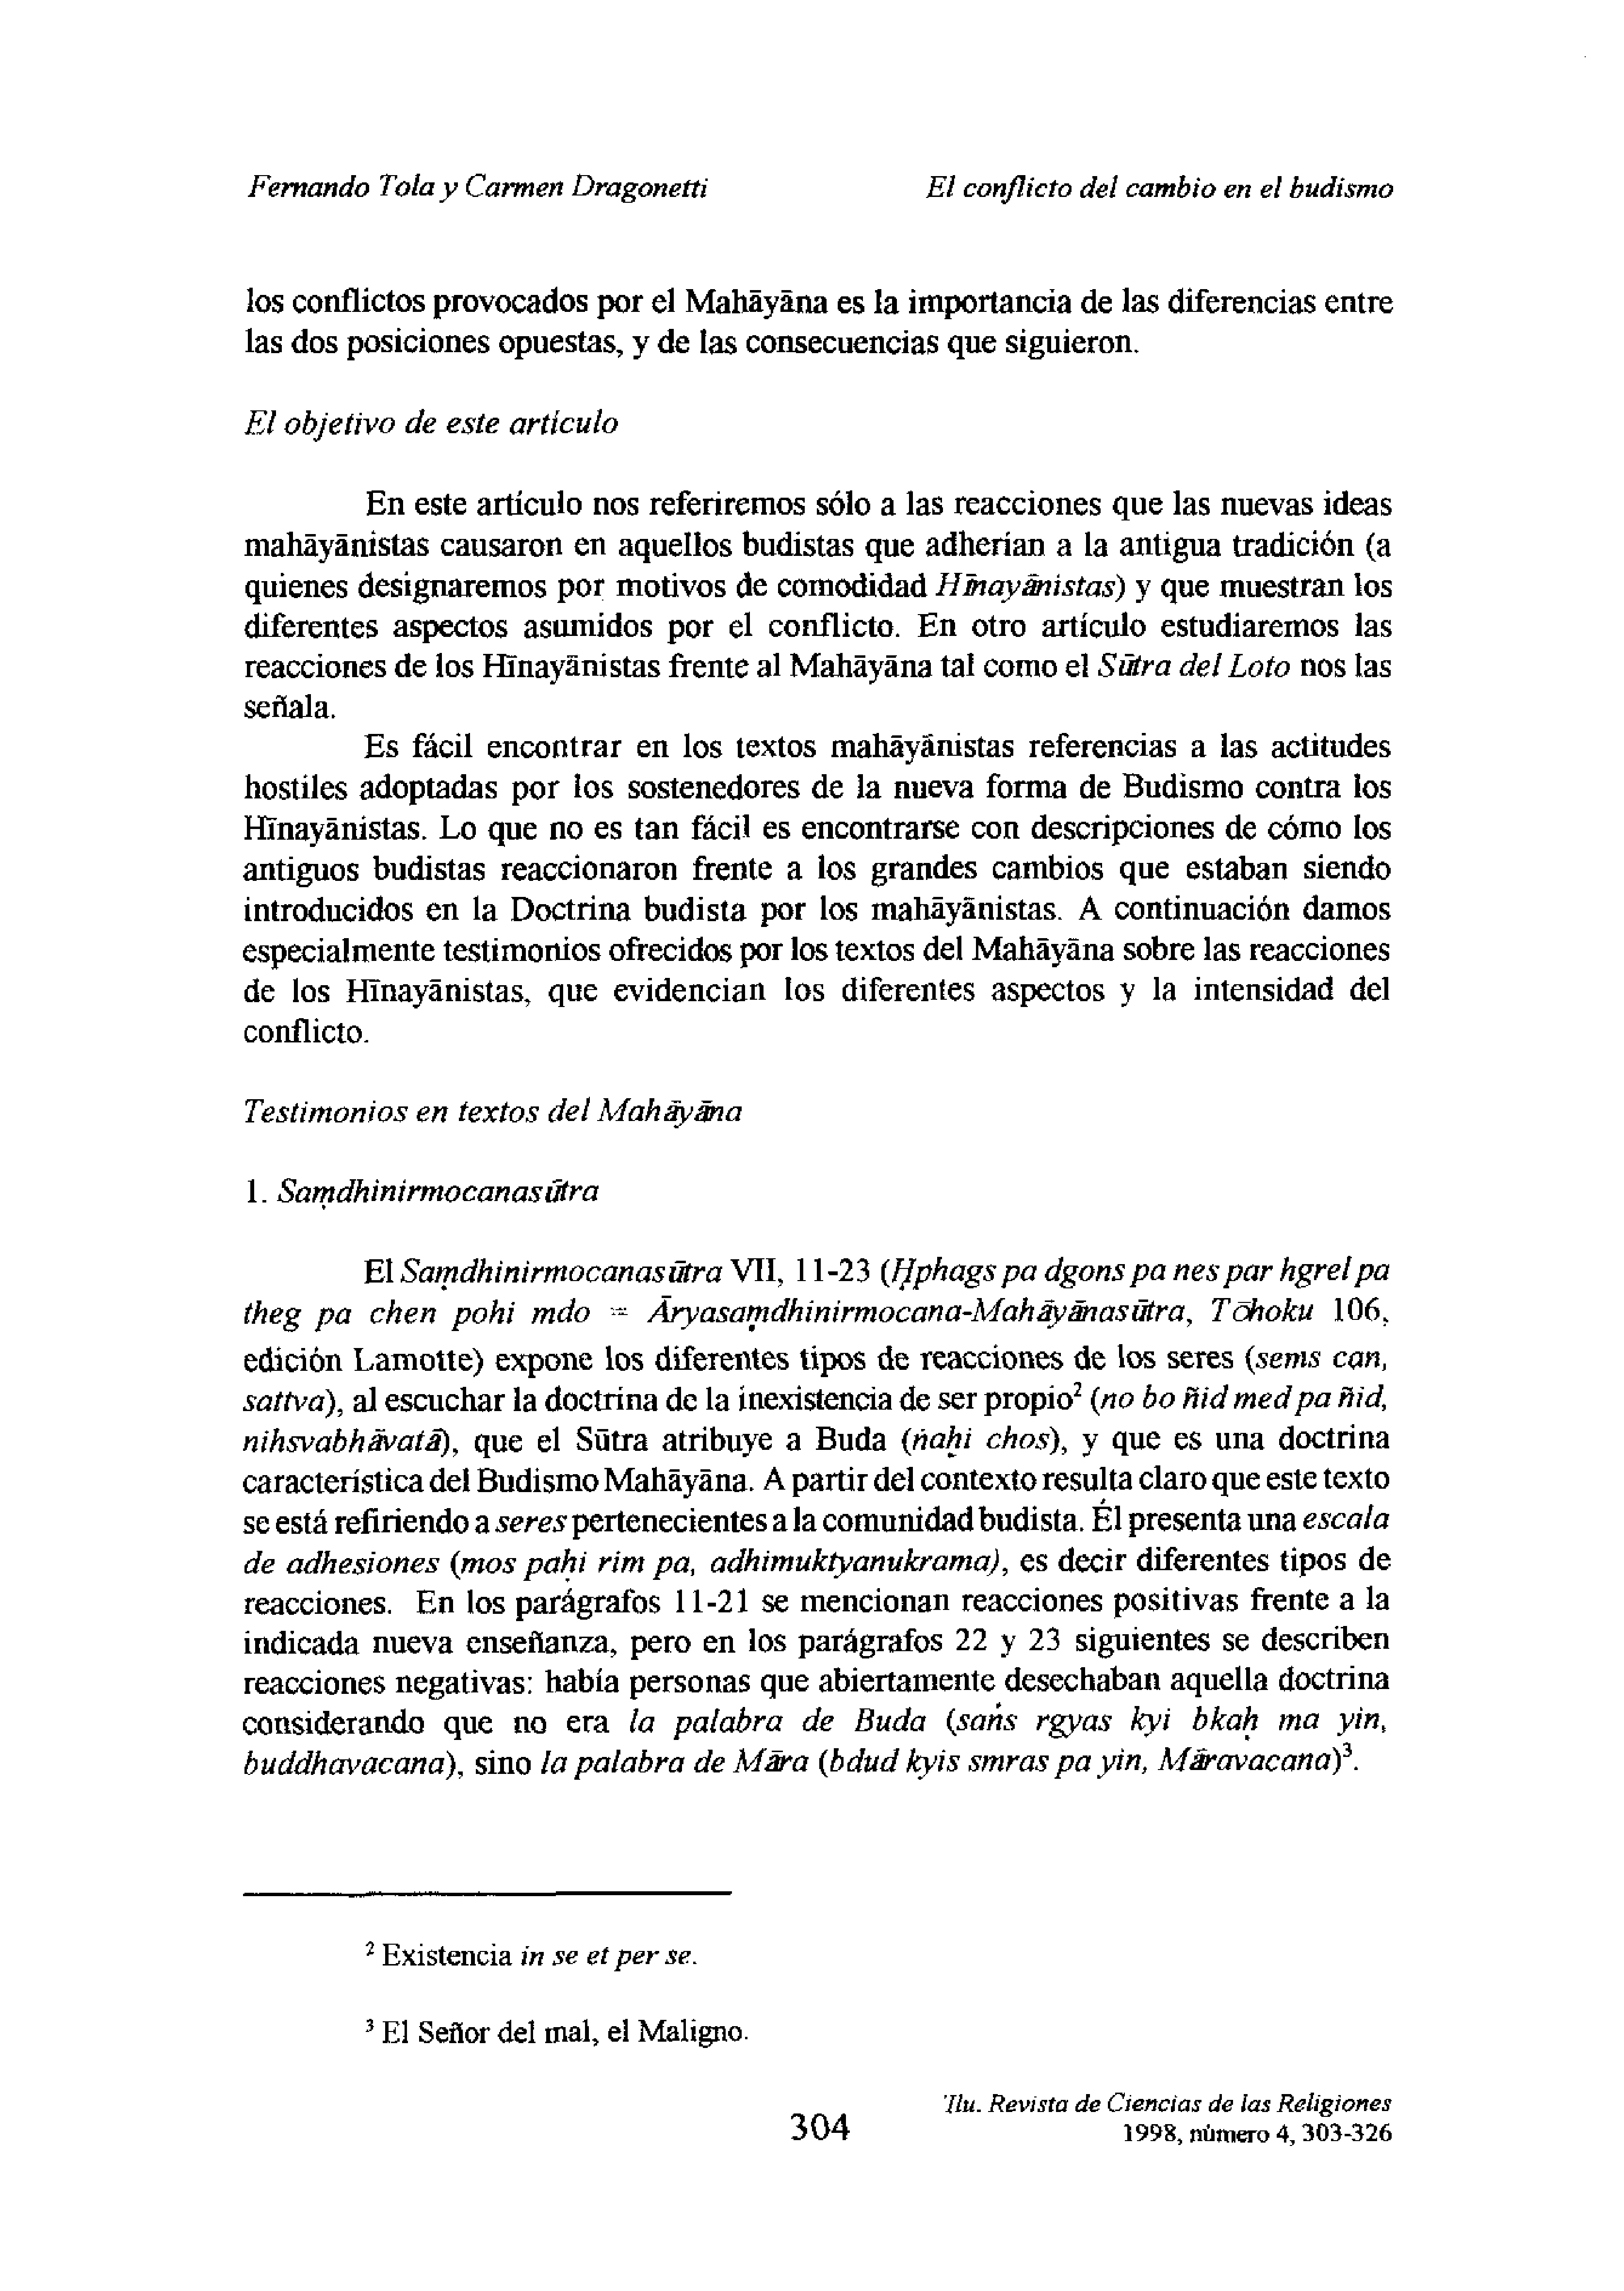 Fernando Tola y Carmen Dragonetti El conflicto del cambio en el budismo
los conflictos provocados por el Mahāyāna es la importancia de las diferencias entre
las dos posiciones opuestas, y de las consecuencias que siguieron.
El objetivo de este artículo
En este artículo nos referiremos sólo a las reacciones que las nuevas ideas
mahāyānistas causaron en aquellos budistas que adherían a la antigua tradición (a
quienes designaremos por motivos de comodidad Hīnayānistas) y que muestran los
diferentes aspectos asumidos por el conflicto. En otro artículo estudiaremos las
reacciones de los Hīnayānistas frente al Mahāyāna tal como el Sūtra del Loto nos las
señala.
Es fácil encontrar en los textos mahāyānistas referencias a las actitudes
hostiles adoptadas por los sostenedores de la nueva forma de Budismo contra los
Hīnayānistas. Lo que no es tan fácil es encontrarse con descripciones de cómo los
antiguos budistas reaccionaron frente a los grandes cambios que estaban siendo
introducidos en la Doctrina budista por los mahāyānistas. A continuación damos
especialmente testimonios ofrecidos por los textos del Mahāyāna sobre las reacciones
de los Hīnayānistas, que evidencian los diferentes aspectos y la intensidad del
conflicto.
Testimonios en textos del Mahāyāna
1. Saṃdhinirmocanasūtra
El Saṃdhinirmocanasūtra VII, 11-23 (Ḥphags pa dgons pa nes par hgrel pa
theg pa chen pohi mdo = Āryasaṃdhinirmocana-Mahāyānasūtra, Tōhoku 106,
edición Lamotte) expone los diferentes tipos de reacciones de los seres (sems can,
sattva), al escuchar la doctrina de la inexistencia de ser propio² (no bo ñid med pa ñid,
nihsvabhāvatā), que el Sūtra atribuye a Buda (ṅaḥi chos), y que es una doctrina
característica del Budismo Mahāyāna. A partir del contexto resulta claro que este texto
se está refiriendo a seres pertenecientes a la comunidad budista. Él presenta una escala
de adhesiones (mos paḥi rim pa, adhimuktyanukrama), es decir diferentes tipos de
reacciones. En los parágrafos 11-21 se mencionan reacciones positivas frente a la
indicada nueva enseñanza, pero en los parágrafos 22 y 23 siguientes se describen
reacciones negativas: había personas que abiertamente desechaban aquella doctrina
considerando que no era la palabra de Buda (saṅs rgyas kyi bkaḥ ma yin,
buddhavacana), sino la palabra de Māra (bdud kyis smras pa yin, Māravacana)³.
² Existencia in se et per se.
³ El Señor del mal, el Maligno.
'Ilu. Revista de Ciencias de las Religiones
304 1998, número 4, 303-326